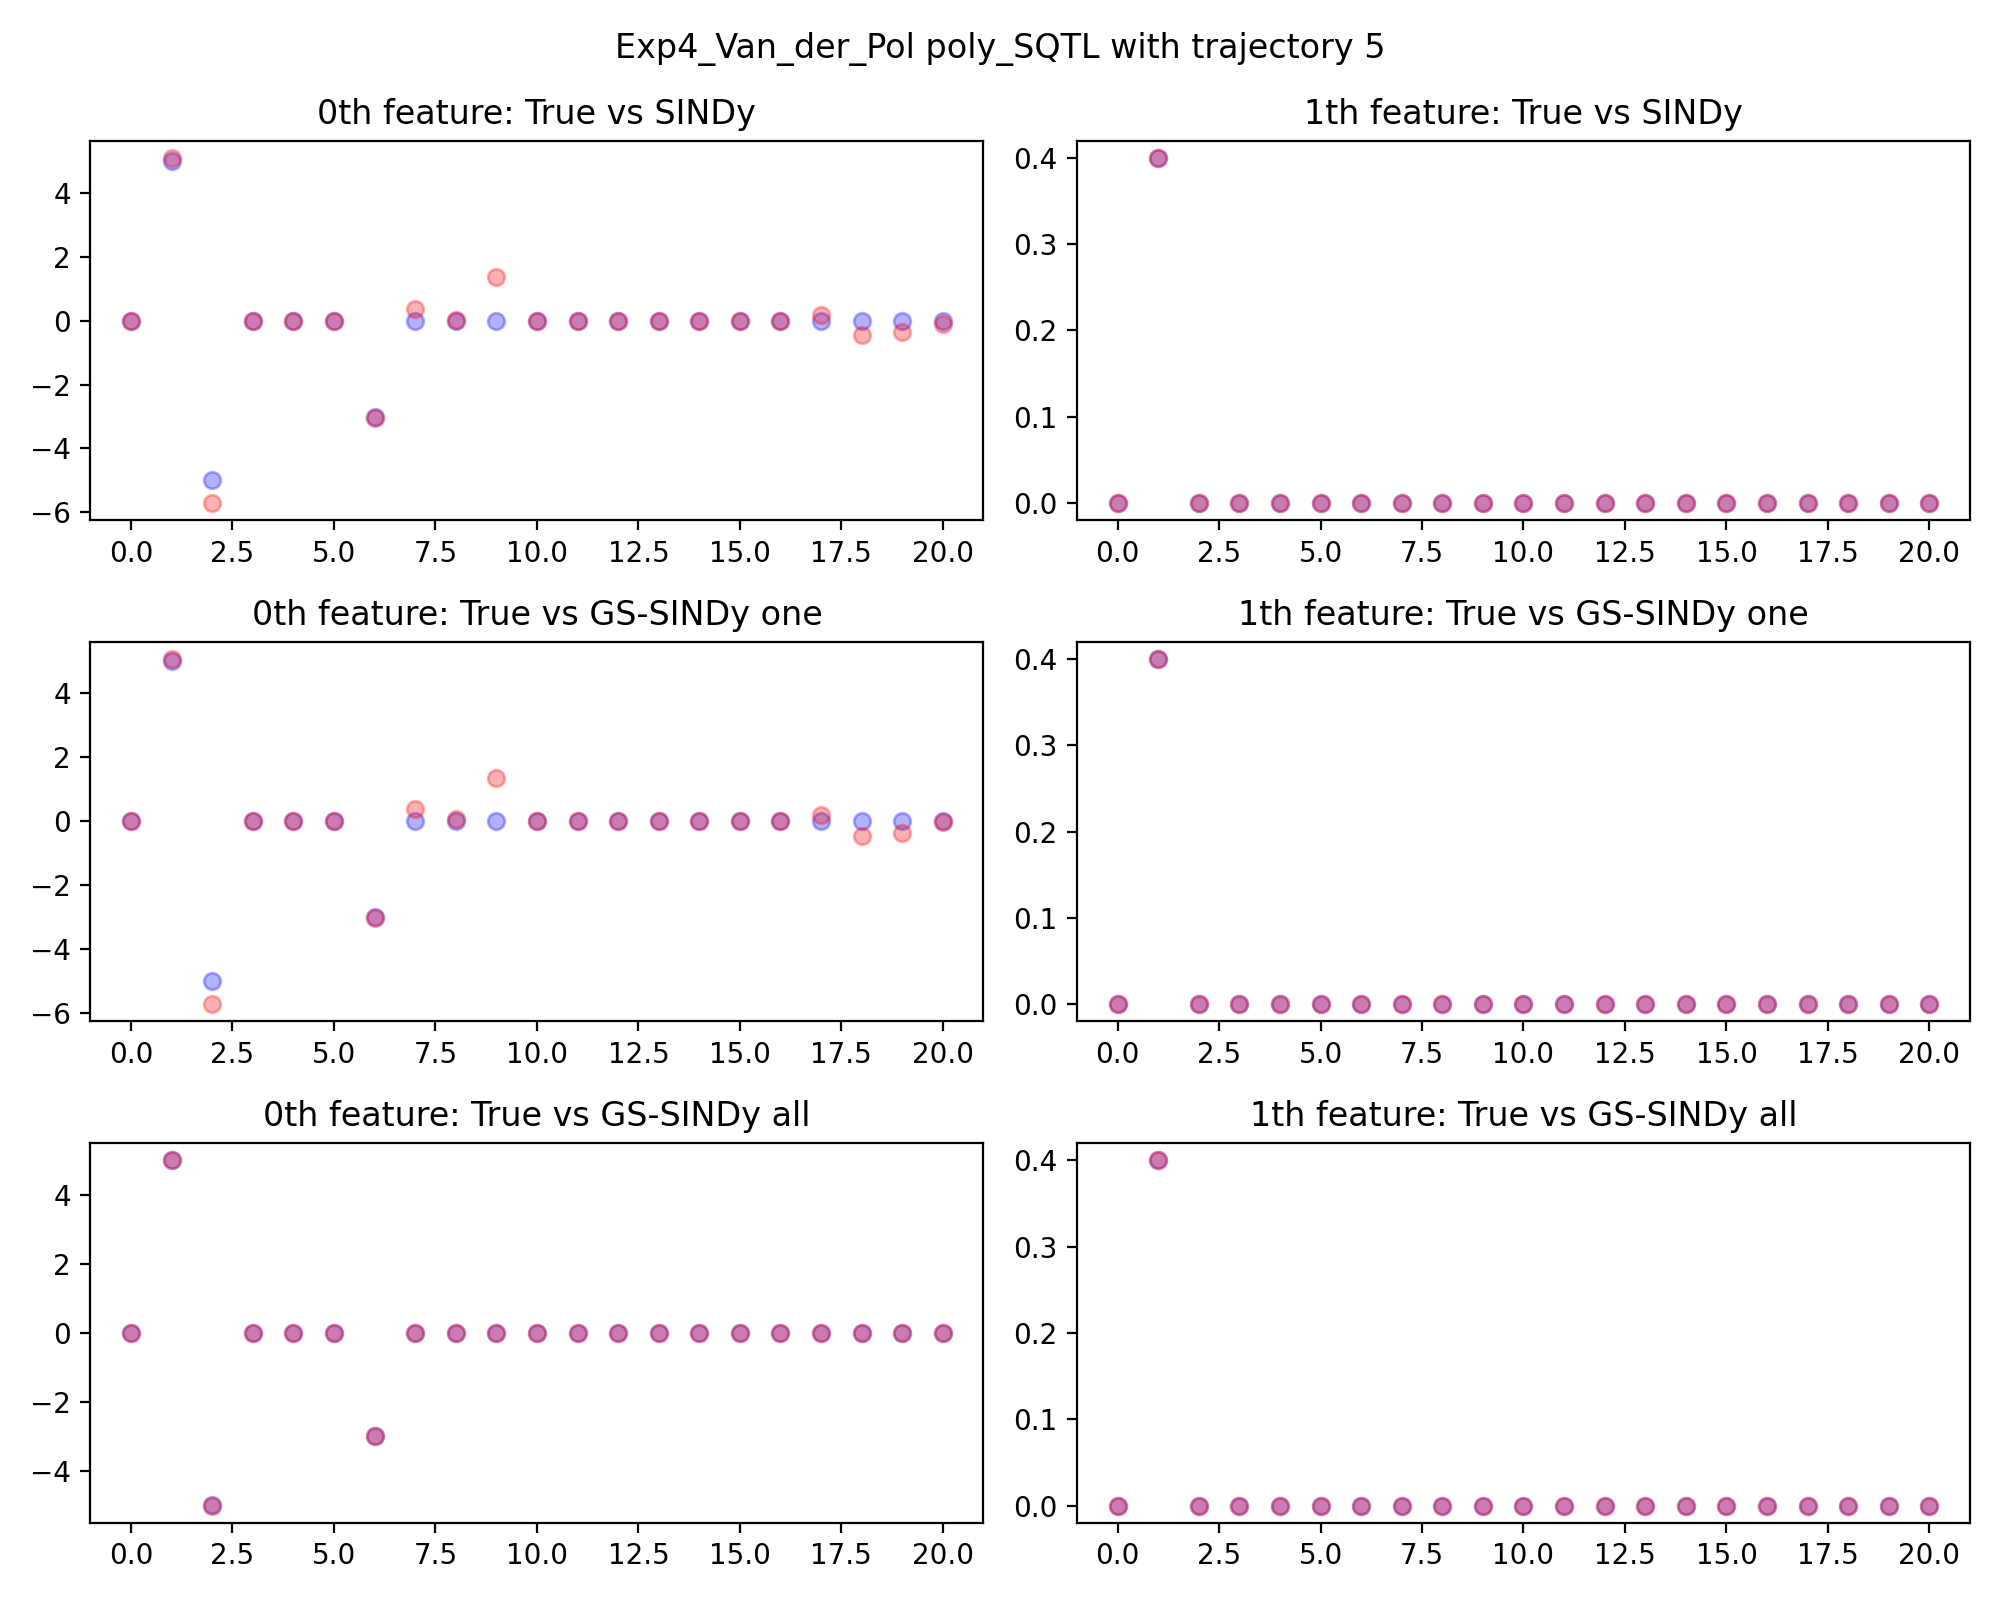 Exp4_Van_der_Pol poly_SQTL with trajectory 5
0th feature: True vs SINDy
4
2
0
−2
−4
−6
0.0 2.5 5.0 7.5 10.0 12.5 15.0 17.5 20.0
1th feature: True vs SINDy
0.4
0.3
0.2
0.1
0.0
0.0 2.5 5.0 7.5 10.0 12.5 15.0 17.5 20.0
0th feature: True vs GS-SINDy one
4
2
0
−2
−4
−6
0.0 2.5 5.0 7.5 10.0 12.5 15.0 17.5 20.0
1th feature: True vs GS-SINDy one
0.4
0.3
0.2
0.1
0.0
0.0 2.5 5.0 7.5 10.0 12.5 15.0 17.5 20.0
0th feature: True vs GS-SINDy all
4
2
0
−2
−4
0.0 2.5 5.0 7.5 10.0 12.5 15.0 17.5 20.0
1th feature: True vs GS-SINDy all
0.4
0.3
0.2
0.1
0.0
0.0 2.5 5.0 7.5 10.0 12.5 15.0 17.5 20.0